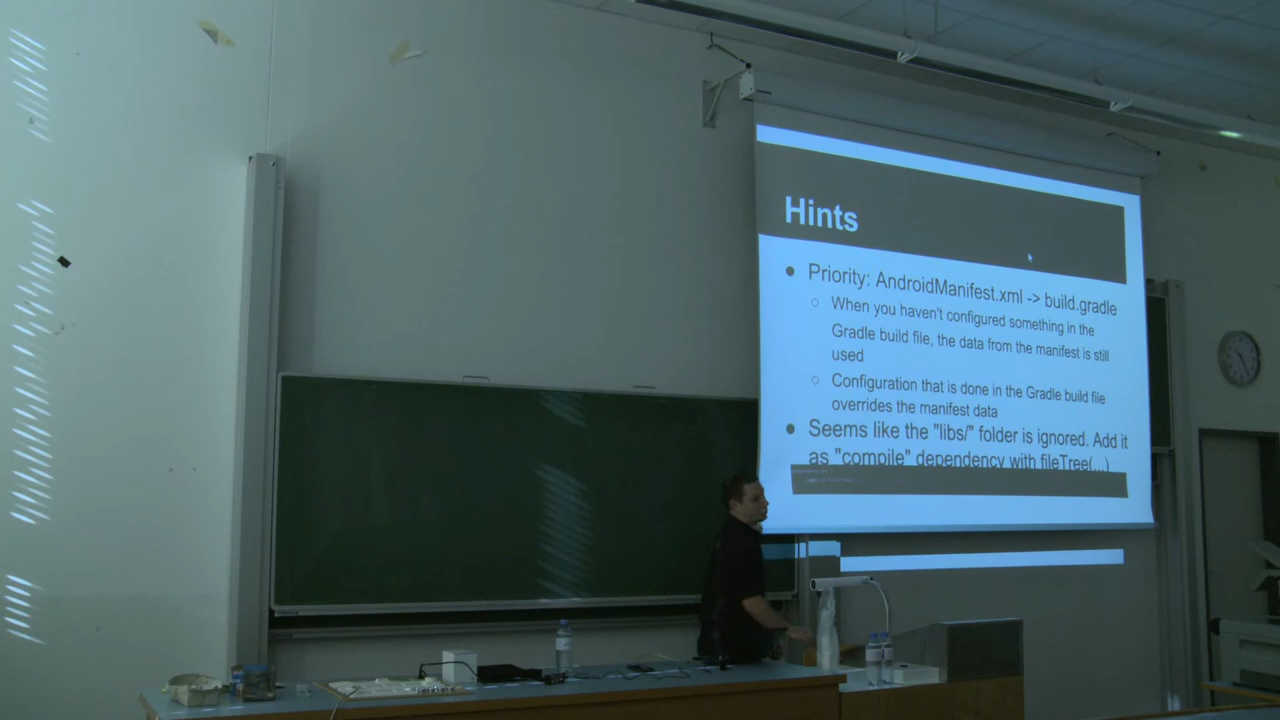 Hints
● Priority: AndroidManifest.xml -> build.gradle
○ When you haven't configured something in the
Gradle build file, the data from the manifest is still
used
○ Configuration that is done in the Gradle build file
overrides the manifest data
● Seems like the "libs/" folder is ignored. Add it
as "compile" dependency with fileTree(...)